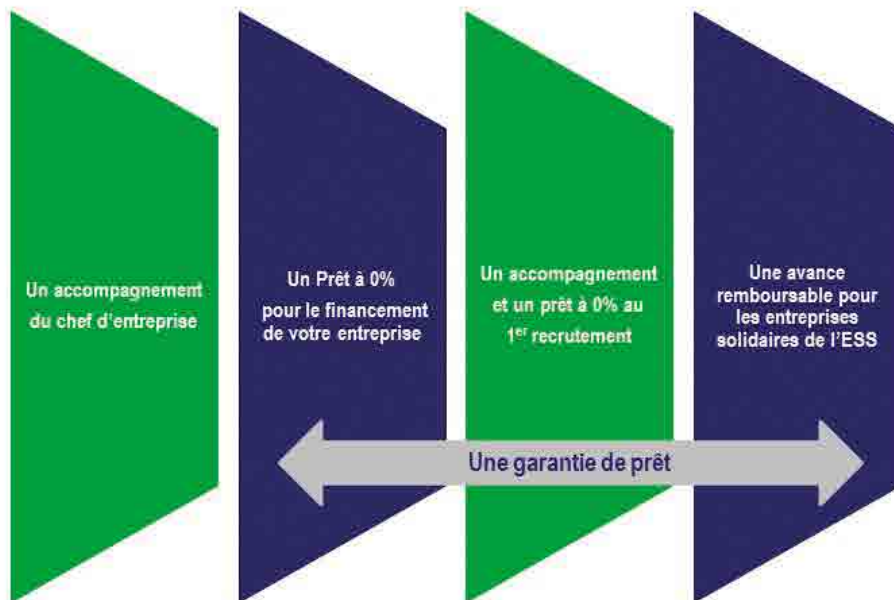 Un accompagnement
du chef d'entreprise
Un Prêt à 0%
pour le financement
de votre entreprise
Un accompagnement
et un prêt à 0% au
1er recrutement
Une avance
remboursable pour
les entreprises
solidaires de l'ESS
Une garantie de prêt